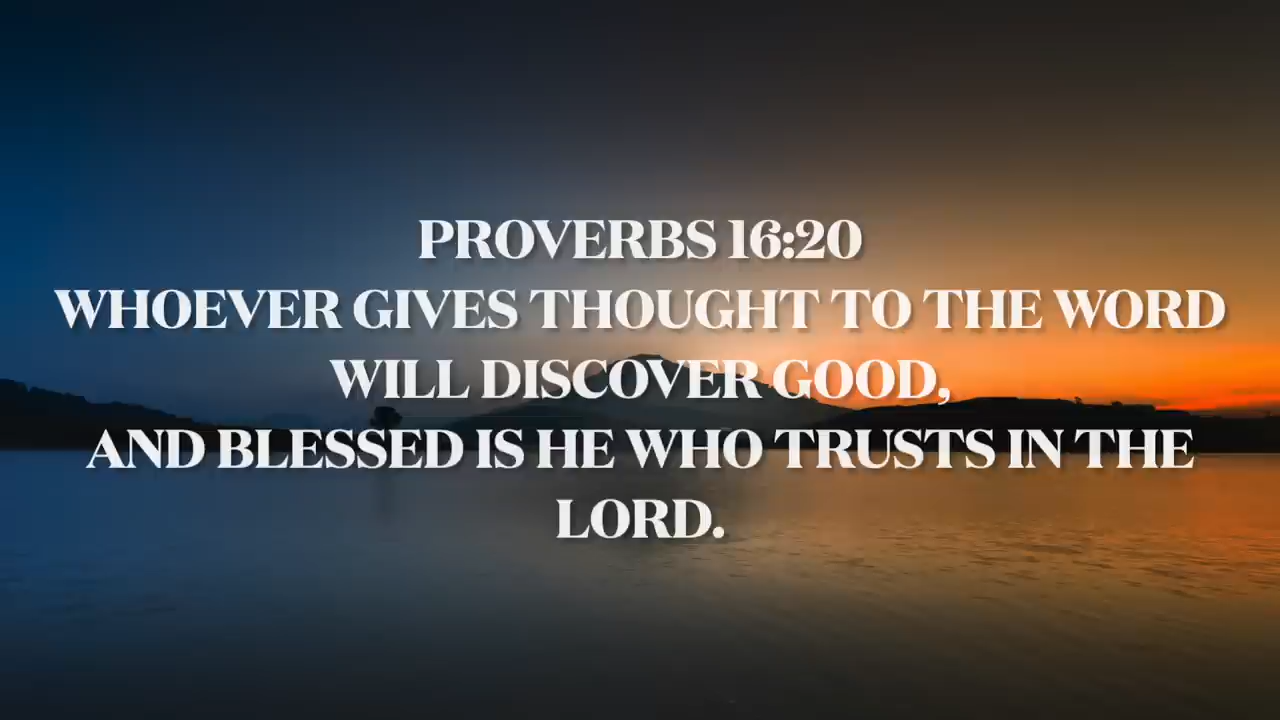 PROVERBS 16:20
WHOEVER GIVES THOUGHT TO THE WORD
WILL DISCOVER GOOD,
AND BLESSED IS HE WHO TRUSTS IN THE
LORD.